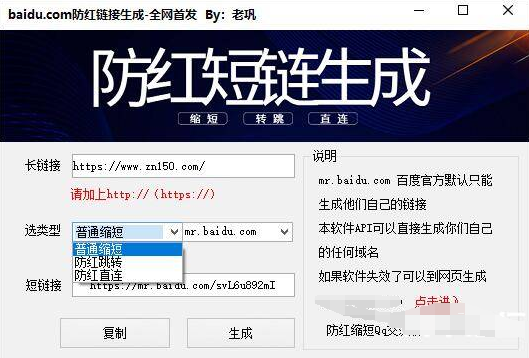 baidu.com防红链接生成-全网首发 By：老巩
防红短链生成
缩短 转跳 直连
长链接 https://www.zn150.com/
请加上http://（https://)
选类型 普通缩短 mr.baidu.com
普通缩短
防红跳转
防红直连
短链接 https://mr.baidu.com/svL6u892mI
复制 生成
说明
mr.baidu.com 百度官方默认只能
生成他们自己的链接
本软件API可以直接生成你们自己
的任何域名
如果软件失效了可以到网页生成
点击进入
防红缩短Qq交